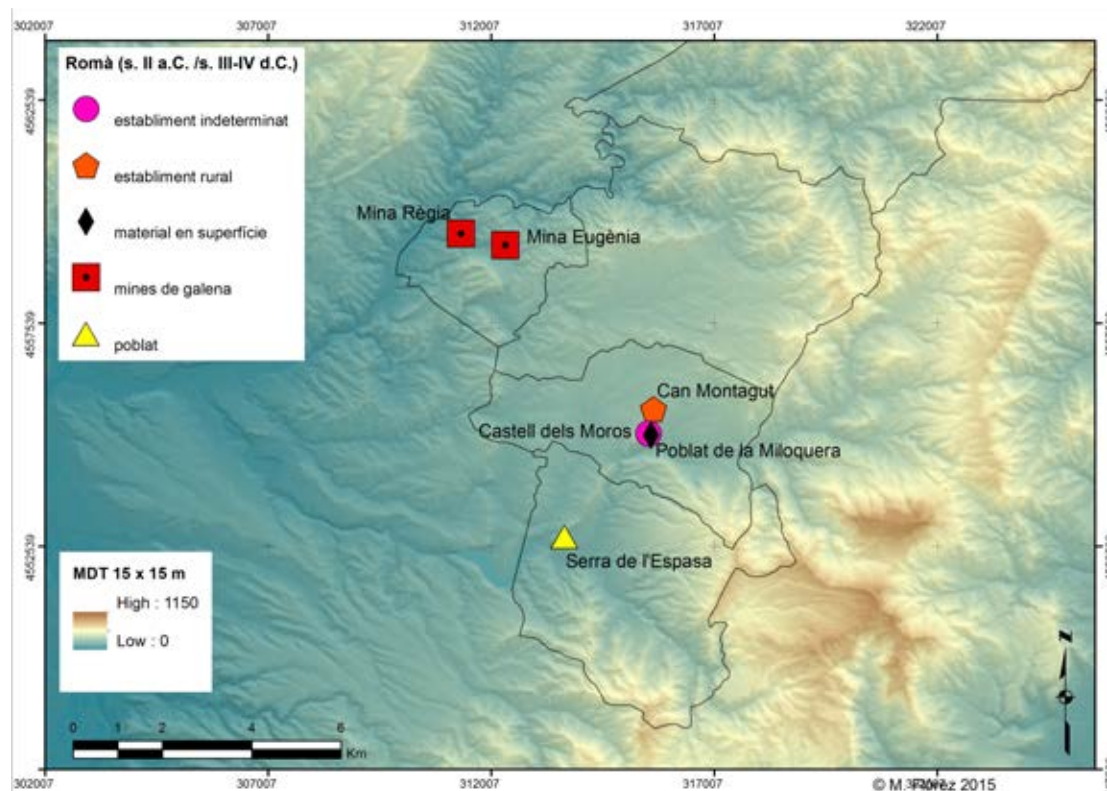 302007 307007 312007 317007 322007
Romà (s. II a.C. /s. III-IV d.C.)
establiment indeterminat
establiment rural
material en superfície
mines de galena
poblat
4562539
4557539
4552539
Mina Règia
Mina Eugènia
Can Montagut
Castell dels Moros
Poblat de la Miloquera
Serra de l'Espasa
MDT 15 x 15 m
High : 1150
Low : 0
0 1 2 4 6
Km
N
302007 307007 312007 317007
© M. Flórez 2015